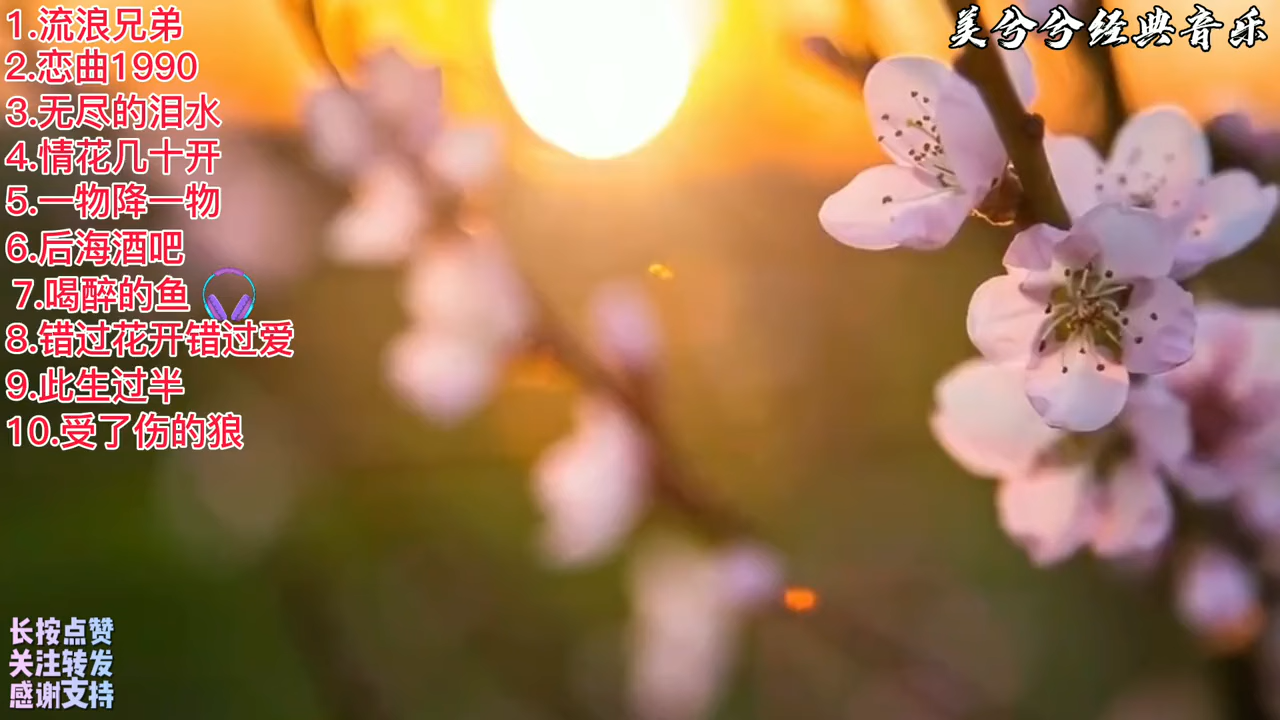 1.流浪兄弟
2.恋曲1990
3.无尽的泪水
4.情花几十开
5.一物降一物
6.后海酒吧
7.喝醉的鱼
8.错过花开错过爱
9.此生过半
10.受了伤的狼
美兮兮经典音乐
长按点赞
关注转发
感谢支持